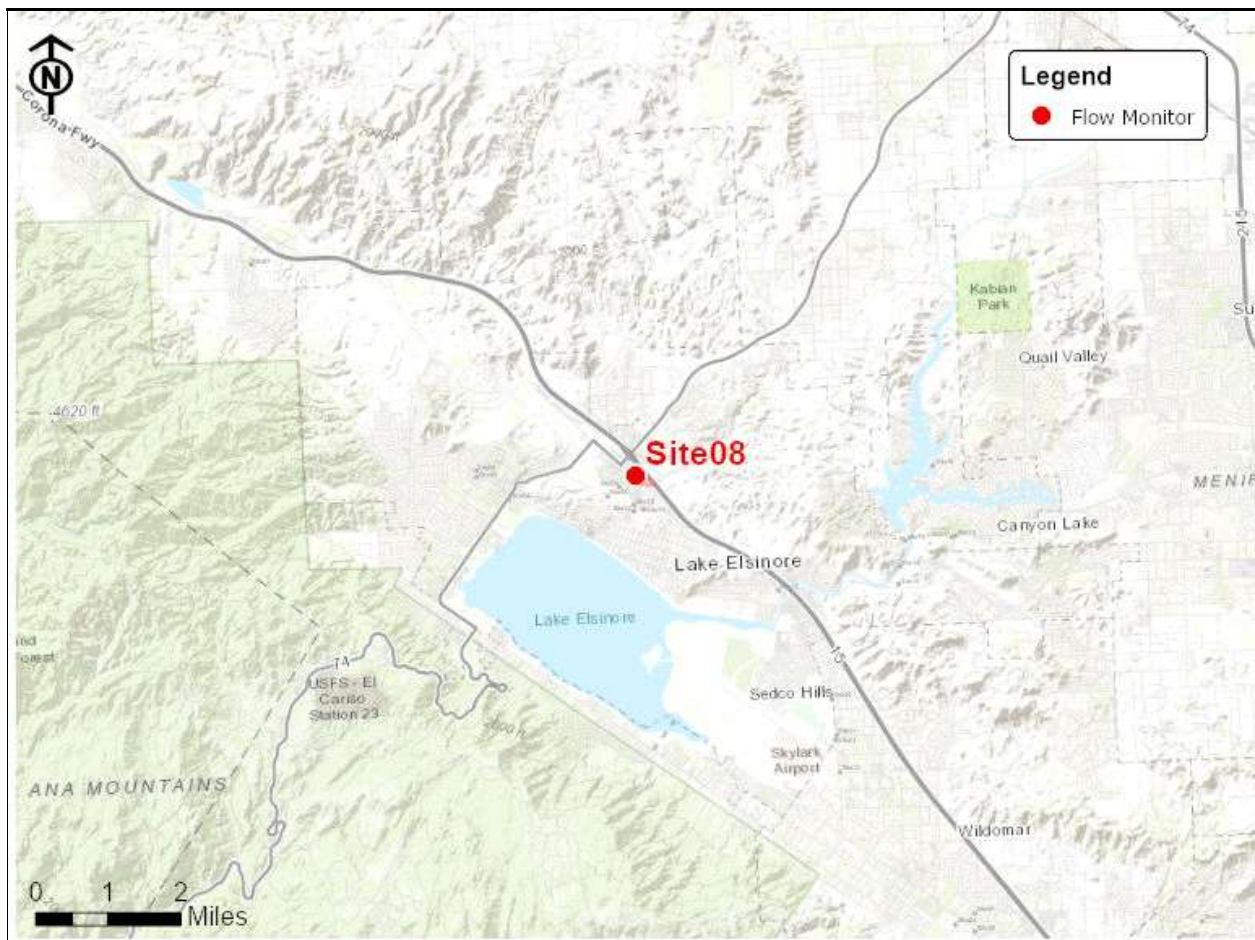 N
Corona Fwy
74
Legend
Flow Monitor
215
Kabian
Park
Su
Quail Valley
4620 ft
Site08
MENIF
Canyon Lake
Lake Elsinore
Lake Elsinore
15
74
USFS - El
Cariso
Station 23
Sedco Hills
Skylark
Airport
ANA MOUNTAINS
Wildomar
0 1 2
Miles